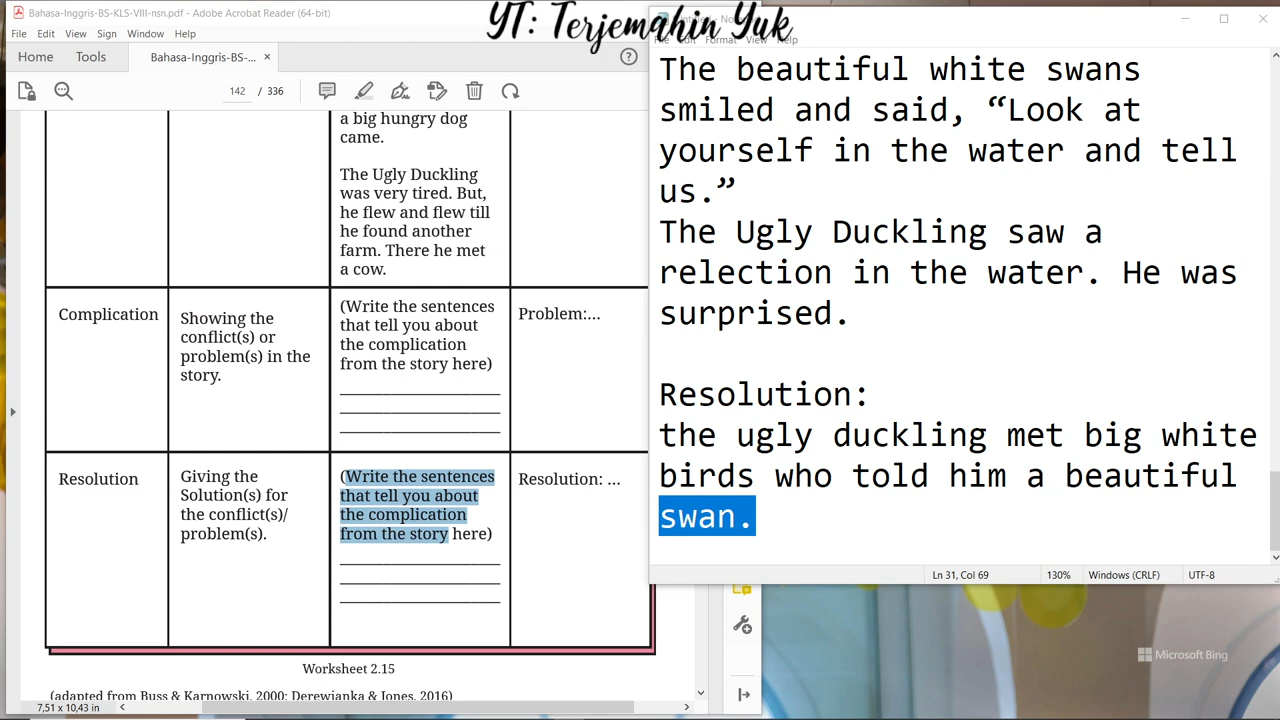 Bahasa-Inggris-BS-KLS-VIII-nsn.pdf - Adobe Acrobat Reader (64-bit)
File Edit View Sign Window Help
Home Tools Bahasa-Inggris-BS-... ×
142 / 336
a big hungry dog
came.
The Ugly Duckling
was very tired. But,
he flew and flew till
he found another
farm. There he met
a cow.
Complication
Showing the
conflict(s) or
problem(s) in the
story.
(Write the sentences
that tell you about
the complication
from the story here)
Problem:...
Resolution
Giving the
Solution(s) for
the conflict(s)/
problem(s).
(Write the sentences
that tell you about
the complication
from the story here)
Resolution: ...
Worksheet 2.15
(adapted from Buss & Karnowski, 2000; Derewianka & Jones, 2016)
7,51 x 10,43 in
YT: Terjemahin Yuk
File Edit Format View Help
The beautiful white swans
smiled and said, “Look at
yourself in the water and tell
us.”
The Ugly Duckling saw a
relection in the water. He was
surprised.
Resolution:
the ugly duckling met big white
birds who told him a beautiful
swan.
Ln 31, Col 69 130% Windows (CRLF) UTF-8
Microsoft Bing